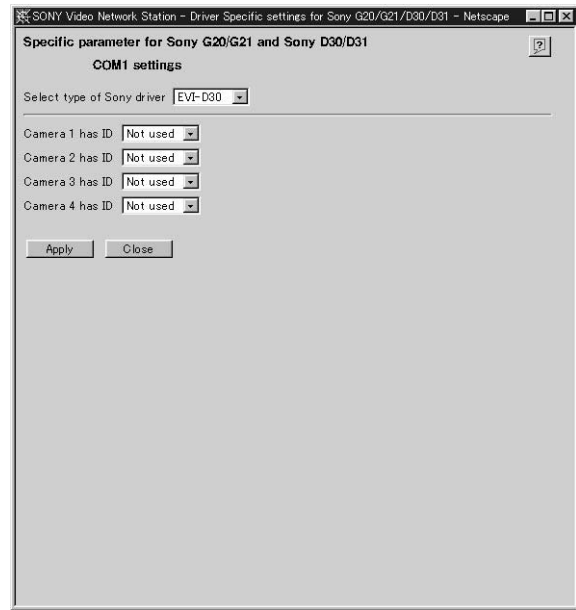 SONY Video Network Station - Driver Specific settings for Sony G20/G21/D30/D31 - Netscape
Specific parameter for Sony G20/G21 and Sony D30/D31
?
COM1 settings
Select type of Sony driver EVI-D30
Camera 1 has ID Not used
Camera 2 has ID Not used
Camera 3 has ID Not used
Camera 4 has ID Not used
Apply Close